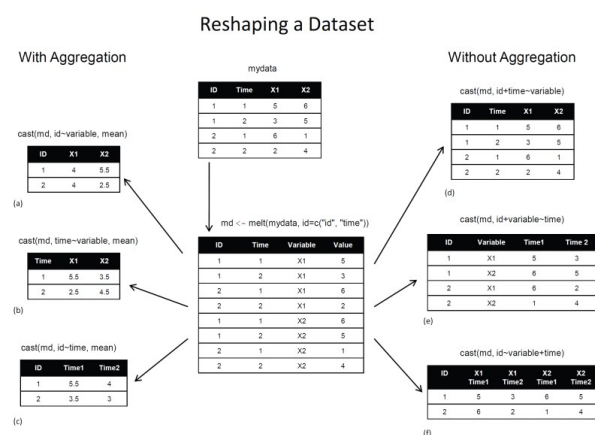 Reshaping a Dataset
With Aggregation
mydata
ID Time X1 X2
1 1 5 6
1 2 3 5
2 1 6 1
2 2 2 4
Without Aggregation
cast(md, id~variable, mean)
ID X1 X2
1 4 5.5
2 4 2.5
(a)
cast(md, time~variable, mean)
Time X1 X2
1 5.5 3.5
2 2.5 4.5
(b)
cast(md, id~time, mean)
ID Time1 Time2
1 5.5 4
2 3.5 3
(c)
md <- melt(mydata, id=c("id", "time"))
ID Time Variable Value
1 1 X1 5
1 2 X1 3
2 1 X1 6
2 2 X1 2
1 1 X2 6
1 2 X2 5
2 1 X2 1
2 2 X2 4
cast(md, id+time~variable)
ID Time X1 X2
1 1 5 6
1 2 3 5
2 1 6 1
2 2 2 4
(d)
cast(md, id+variable~time)
ID Variable Time1 Time 2
1 X1 5 3
1 X2 6 5
2 X1 6 2
2 X2 1 4
(e)
cast(md, id~variable+time)
ID X1 X1 X2 X2
Time1 Time2 Time1 Time2
1 5 3 6 5
2 6 2 1 4
(f)